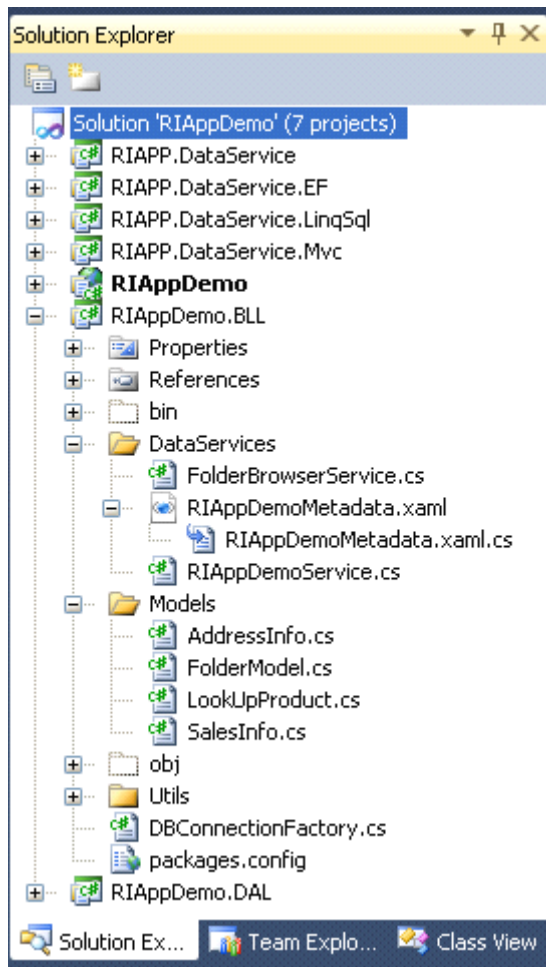 Solution Explorer
Solution 'RIAppDemo' (7 projects)
RIAPP.DataService
RIAPP.DataService.EF
RIAPP.DataService.LinqSql
RIAPP.DataService.Mvc
RIAppDemo
RIAppDemo.BLL
Properties
References
bin
DataServices
FolderBrowserService.cs
RIAppDemoMetadata.xaml
RIAppDemoMetadata.xaml.cs
RIAppDemoService.cs
Models
AddressInfo.cs
FolderModel.cs
LookUpProduct.cs
SalesInfo.cs
obj
Utils
DBConnectionFactory.cs
packages.config
RIAppDemo.DAL
Solution Ex... Team Explo... Class View